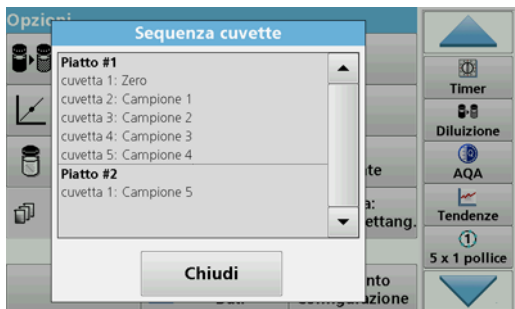 Opzioni
Sequenza cuvette
Piatto #1
cuvetta 1: Zero
cuvetta 2: Campione 1
cuvetta 3: Campione 2
cuvetta 4: Campione 3
cuvetta 5: Campione 4
Piatto #2
cuvetta 1: Campione 5
Chiudi
Timer
Diluizione
AQA
Tendenze
1
5 x 1 pollice